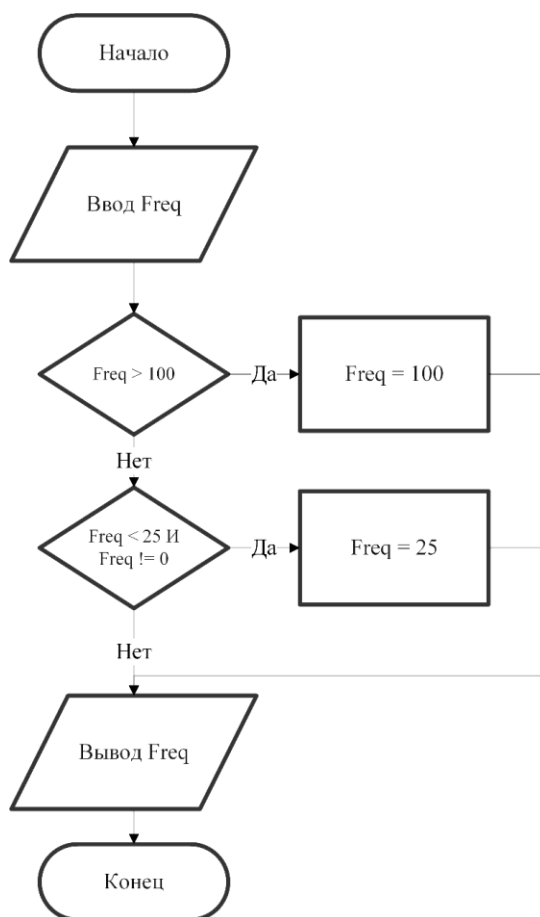 Начало
Ввод Freq
Freq > 100
Да
Freq = 100
Нет
Freq < 25 И
Freq != 0
Да
Freq = 25
Нет
Вывод Freq
Конец